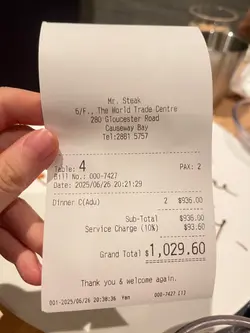 Mr. Steak
6/F., The World Trade Centre
280 Gloucester Road
Causeway Bay
Tel:2881 5757
Table: 4 PAX: 2
Bill No.: 000-7427
Date: 2025/06/26 20:21:29
Dinner C(Adu) 2 $936.00
Sub-Total $936.00
Service Charge (10%) $93.60
Grand Total $1,029.60
Thank you & welcome again.
001-2025/06/26 20:38:36 Yan 000-7427 [1]